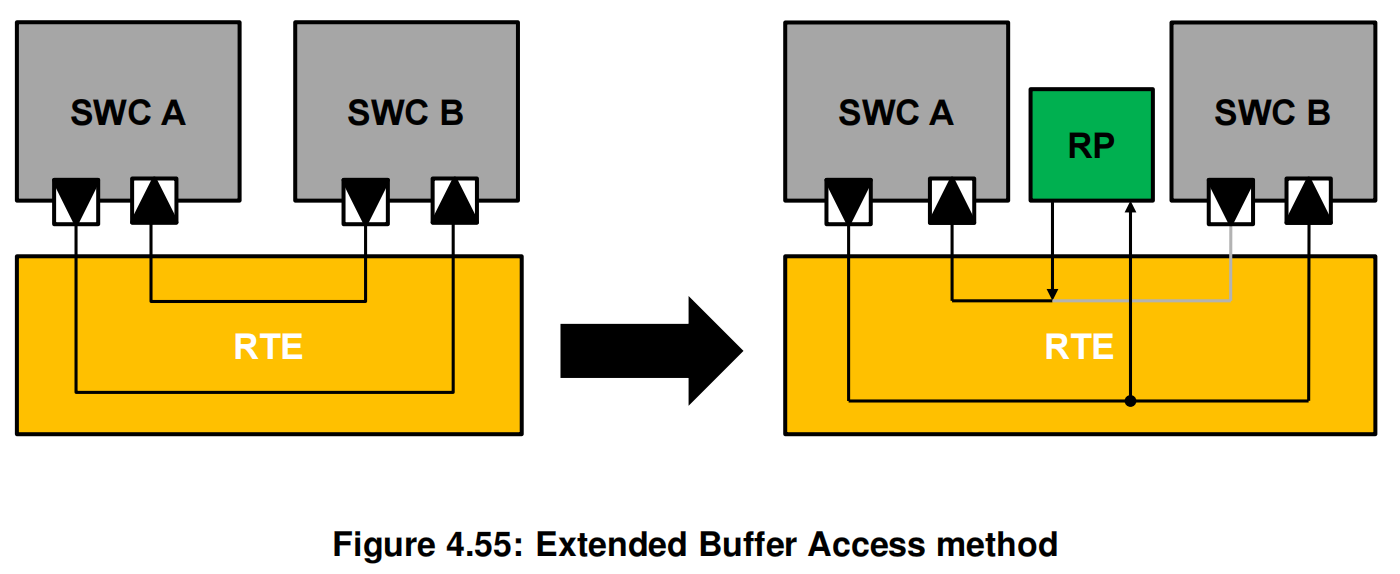 SWC A
SWC B
SWC A
RP
SWC B
RTE
RTE
Figure 4.55: Extended Buffer Access method